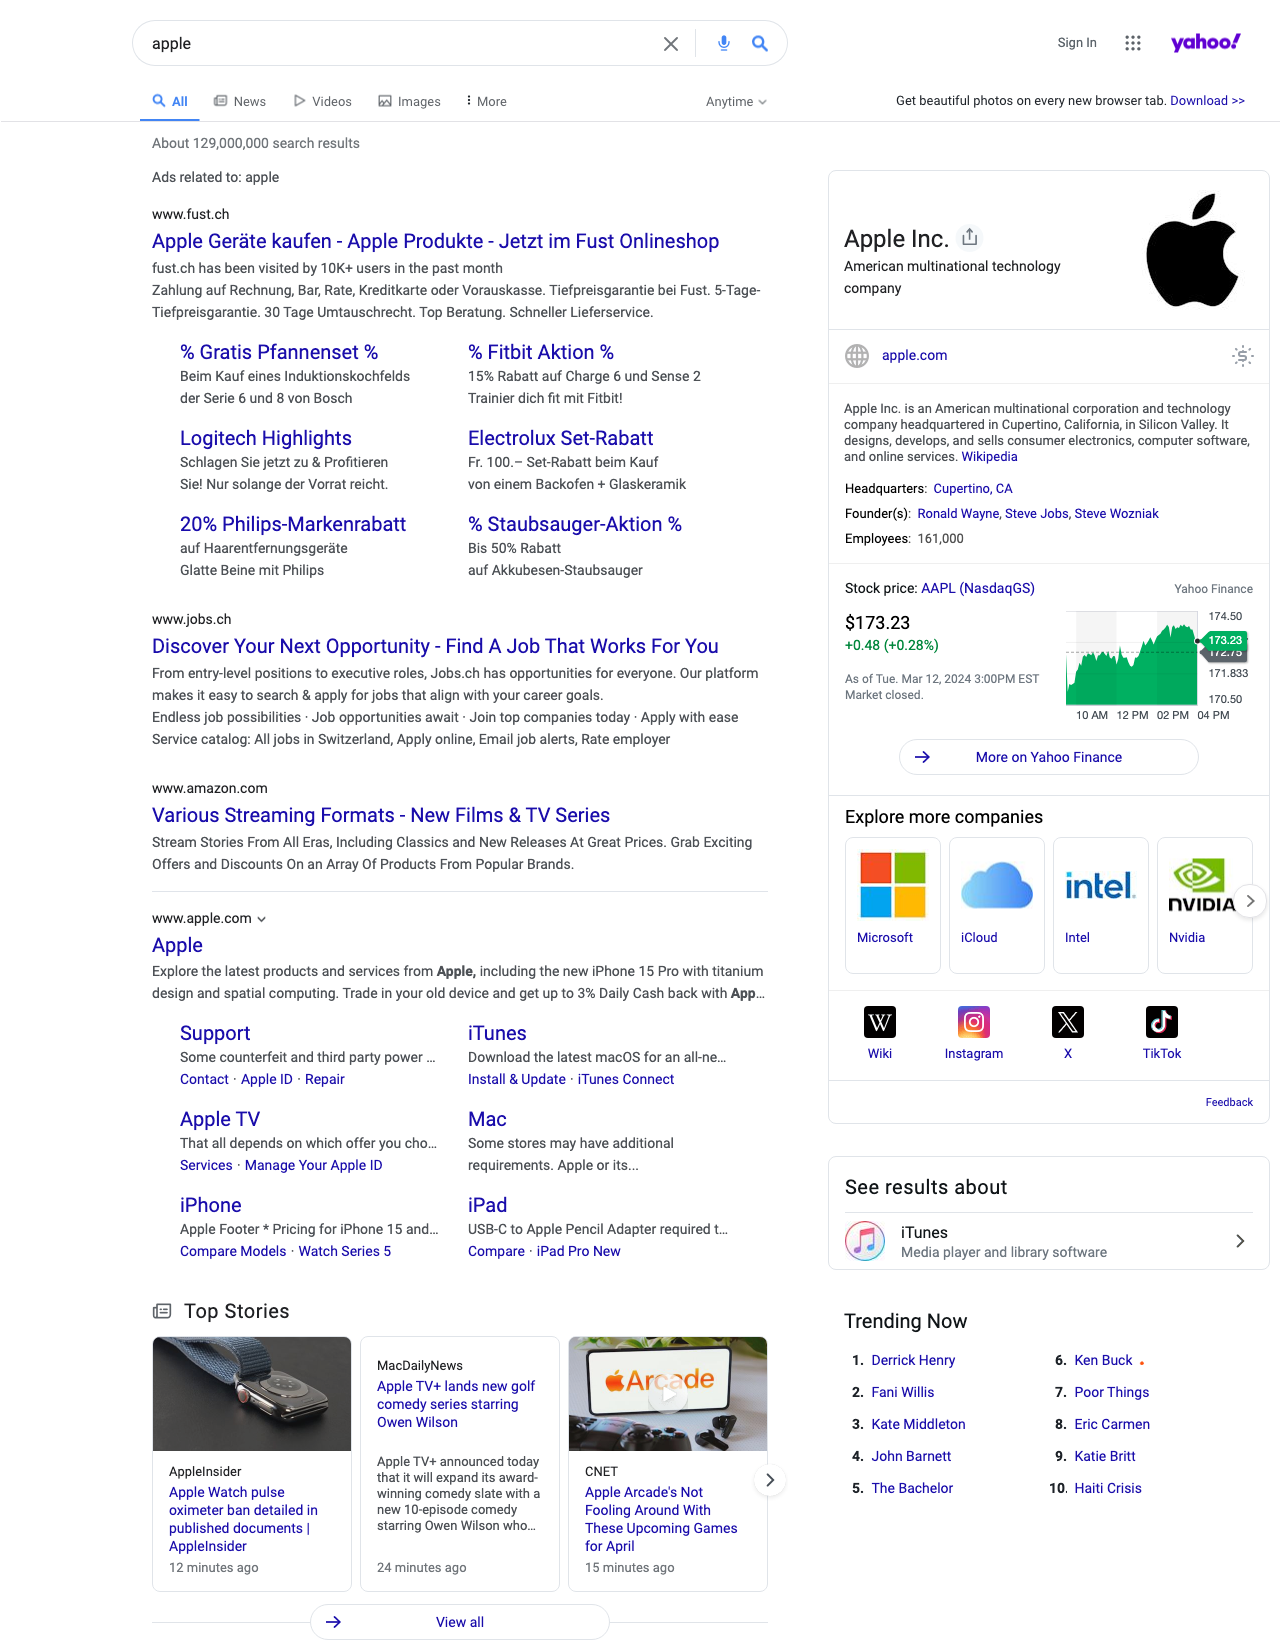 apple
Sign In
yahoo!
All
News
Videos
Images
More
Anytime
Get beautiful photos on every new browser tab. Download >>
About 129,000,000 search results
Ads related to: apple
www.fust.ch
Apple Geräte kaufen - Apple Produkte - Jetzt im Fust Onlineshop
fust.ch has been visited by 10K+ users in the past month
Zahlung auf Rechnung, Bar, Rate, Kreditkarte oder Vorauskasse. Tiefpreisgarantie bei Fust. 5-Tage-
Tiefpreisgarantie. 30 Tage Umtauschrecht. Top Beratung. Schneller Lieferservice.
% Gratis Pfannenset %
Beim Kauf eines Induktionskochfelds
der Serie 6 und 8 von Bosch
% Fitbit Aktion %
15% Rabatt auf Charge 6 und Sense 2
Trainier dich fit mit Fitbit!
Logitech Highlights
Schlagen Sie jetzt zu & Profitieren
Sie! Nur solange der Vorrat reicht.
Electrolux Set-Rabatt
Fr. 100.– Set-Rabatt beim Kauf
von einem Backofen + Glaskeramik
20% Philips-Markenrabatt
auf Haarentfernungsgeräte
Glatte Beine mit Philips
% Staubsauger-Aktion %
Bis 50% Rabatt
auf Akkubesen-Staubsauger
www.jobs.ch
Discover Your Next Opportunity - Find A Job That Works For You
From entry-level positions to executive roles, Jobs.ch has opportunities for everyone. Our platform
makes it easy to search & apply for jobs that align with your career goals.
Endless job possibilities · Job opportunities await · Join top companies today · Apply with ease
Service catalog: All jobs in Switzerland, Apply online, Email job alerts, Rate employer
www.amazon.com
Various Streaming Formats - New Films & TV Series
Stream Stories From All Eras, Including Classics and New Releases At Great Prices. Grab Exciting
Offers and Discounts On an Array Of Products From Popular Brands.
www.apple.com
Apple
Explore the latest products and services from Apple, including the new iPhone 15 Pro with titanium
design and spatial computing. Trade in your old device and get up to 3% Daily Cash back with App...
Support
Some counterfeit and third party power ...
Contact · Apple ID · Repair
iTunes
Download the latest macOS for an all-ne...
Install & Update · iTunes Connect
Apple TV
That all depends on which offer you cho...
Services · Manage Your Apple ID
Mac
Some stores may have additional
requirements. Apple or its...
iPhone
Apple Footer * Pricing for iPhone 15 and...
Compare Models · Watch Series 5
iPad
USB-C to Apple Pencil Adapter required t...
Compare · iPad Pro New
Top Stories
AppleInsider
Apple Watch pulse
oximeter ban detailed in
published documents |
AppleInsider
12 minutes ago
MacDailyNews
Apple TV+ lands new golf
comedy series starring
Owen Wilson
Apple TV+ announced today
that it will expand its award-
winning comedy slate with a
new 10-episode comedy
starring Owen Wilson who...
24 minutes ago
Arcade
CNET
Apple Arcade's Not
Fooling Around With
These Upcoming Games
for April
15 minutes ago
View all
Apple Inc.
American multinational technology
company
apple.com
Apple Inc. is an American multinational corporation and technology
company headquartered in Cupertino, California, in Silicon Valley. It
designs, develops, and sells consumer electronics, computer software,
and online services. Wikipedia
Headquarters: Cupertino, CA
Founder(s): Ronald Wayne, Steve Jobs, Steve Wozniak
Employees: 161,000
Stock price: AAPL (NasdaqGS)
Yahoo Finance
$173.23
+0.48 (+0.28%)
As of Tue. Mar 12, 2024 3:00PM EST
Market closed.
174.50
173.23
172.75
171.833
170.50
10 AM 12 PM 02 PM 04 PM
More on Yahoo Finance
Explore more companies
intel.
NVIDIA
Microsoft
iCloud
Intel
Nvidia
W
Wiki
Instagram
X
TikTok
Feedback
See results about
iTunes
Media player and library software
Trending Now
1. Derrick Henry
2. Fani Willis
3. Kate Middleton
4. John Barnett
5. The Bachelor
6. Ken Buck
7. Poor Things
8. Eric Carmen
9. Katie Britt
10. Haiti Crisis